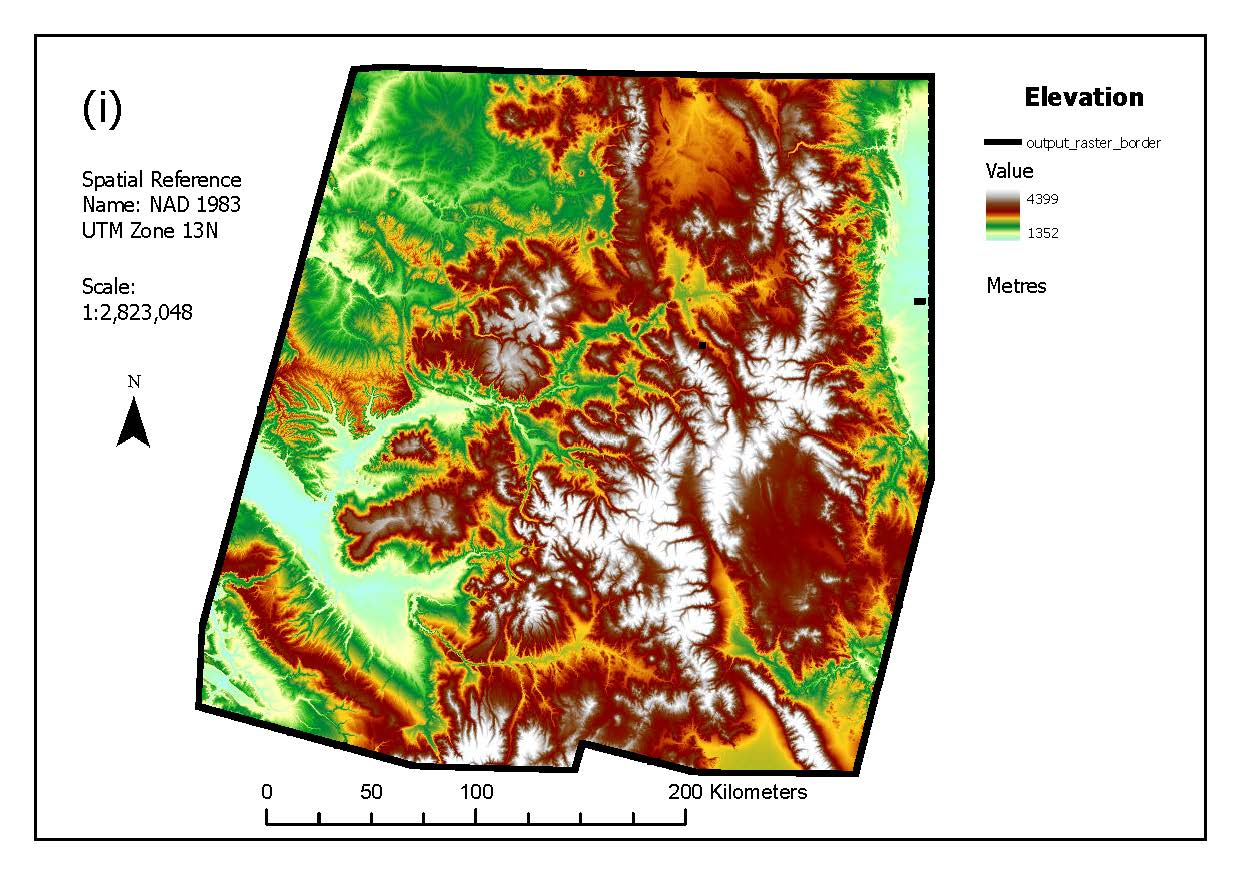 (i)
Spatial Reference
Name: NAD 1983
UTM Zone 13N
Scale:
1:2,823,048
N
Elevation
output_raster_border
Value
4399
1352
Metres
0 50 100 200 Kilometers